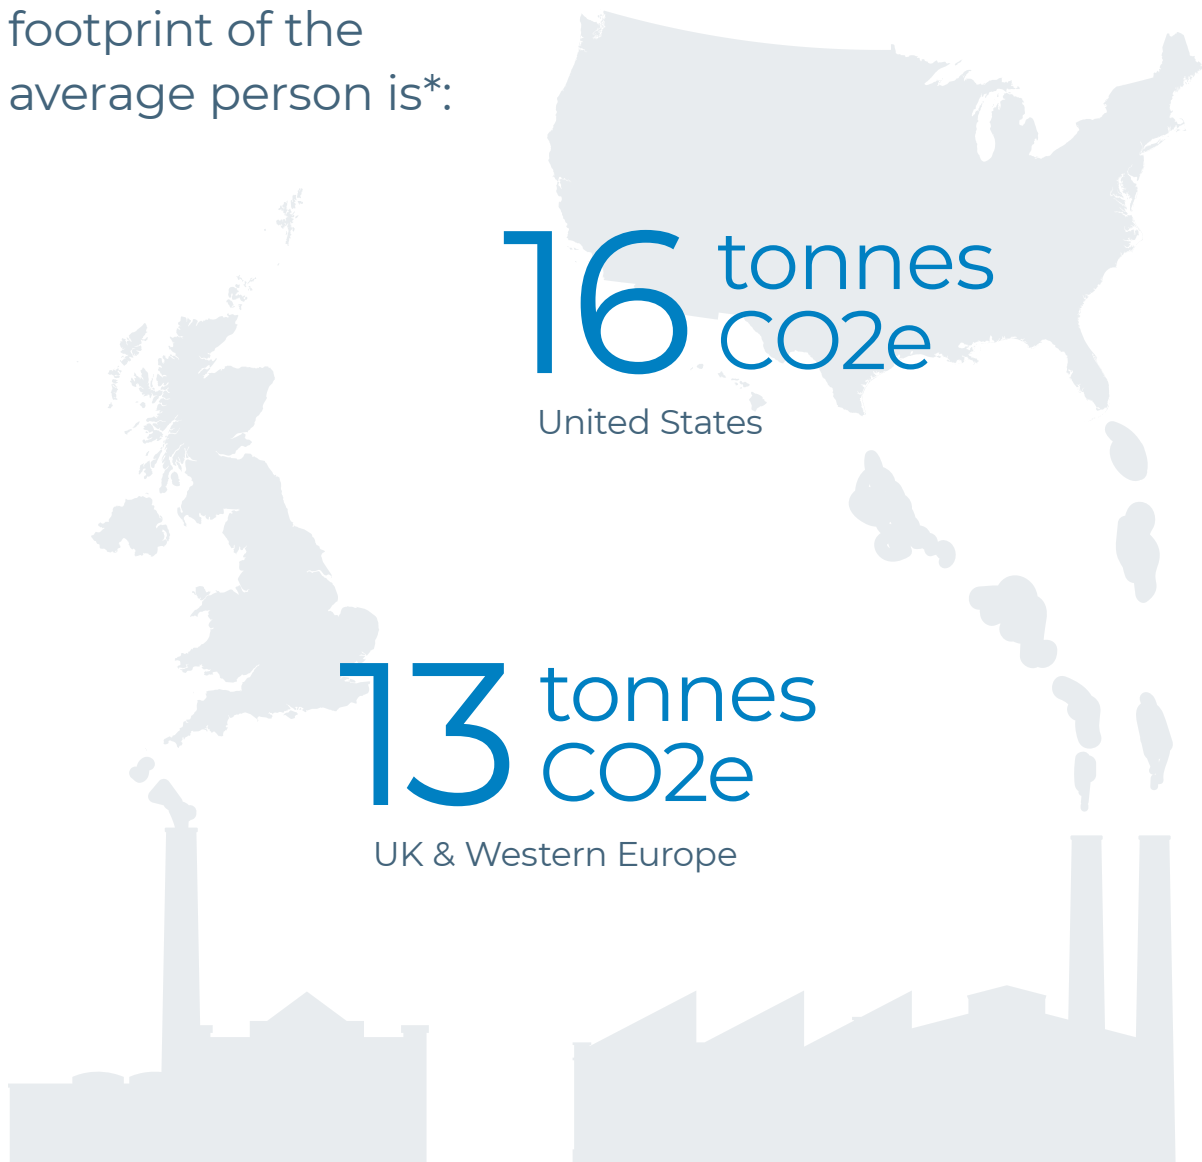 footprint of the
average person is*:
16 tonnes
CO2e
United States
13 tonnes
CO2e
UK & Western Europe